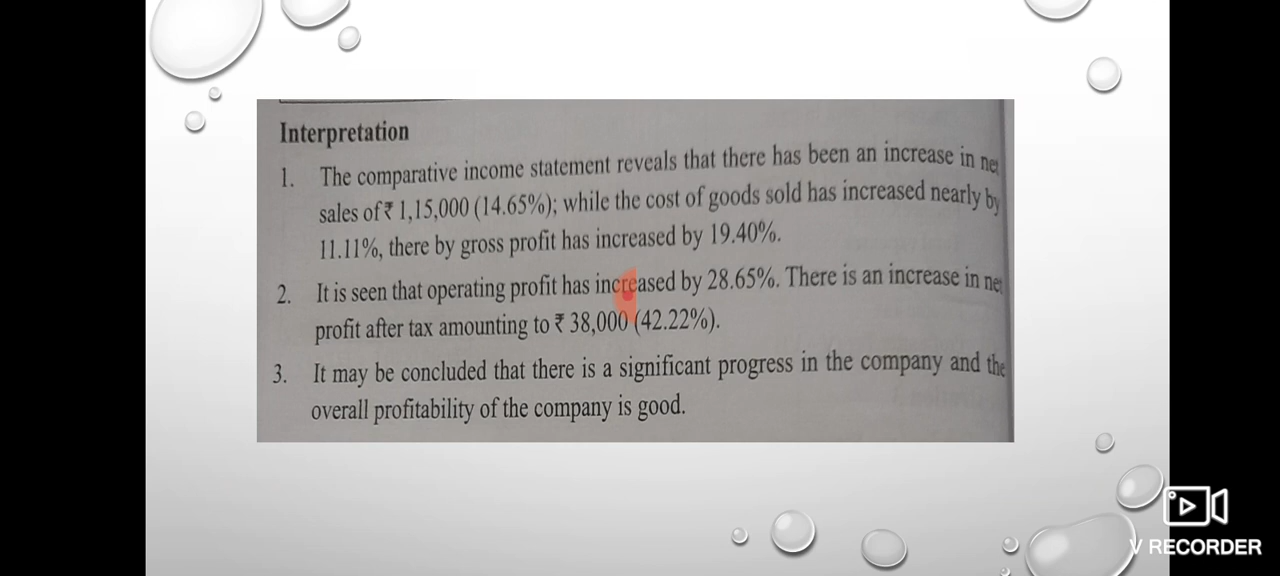 Interpretation
1. The comparative income statement reveals that there has been an increase in net
sales of ₹ 1,15,000 (14.65%); while the cost of goods sold has increased nearly by
11.11%, there by gross profit has increased by 19.40%.
2. It is seen that operating profit has increased by 28.65%. There is an increase in net
profit after tax amounting to ₹ 38,000 (42.22%).
3. It may be concluded that there is a significant progress in the company and the
overall profitability of the company is good.
V RECORDER